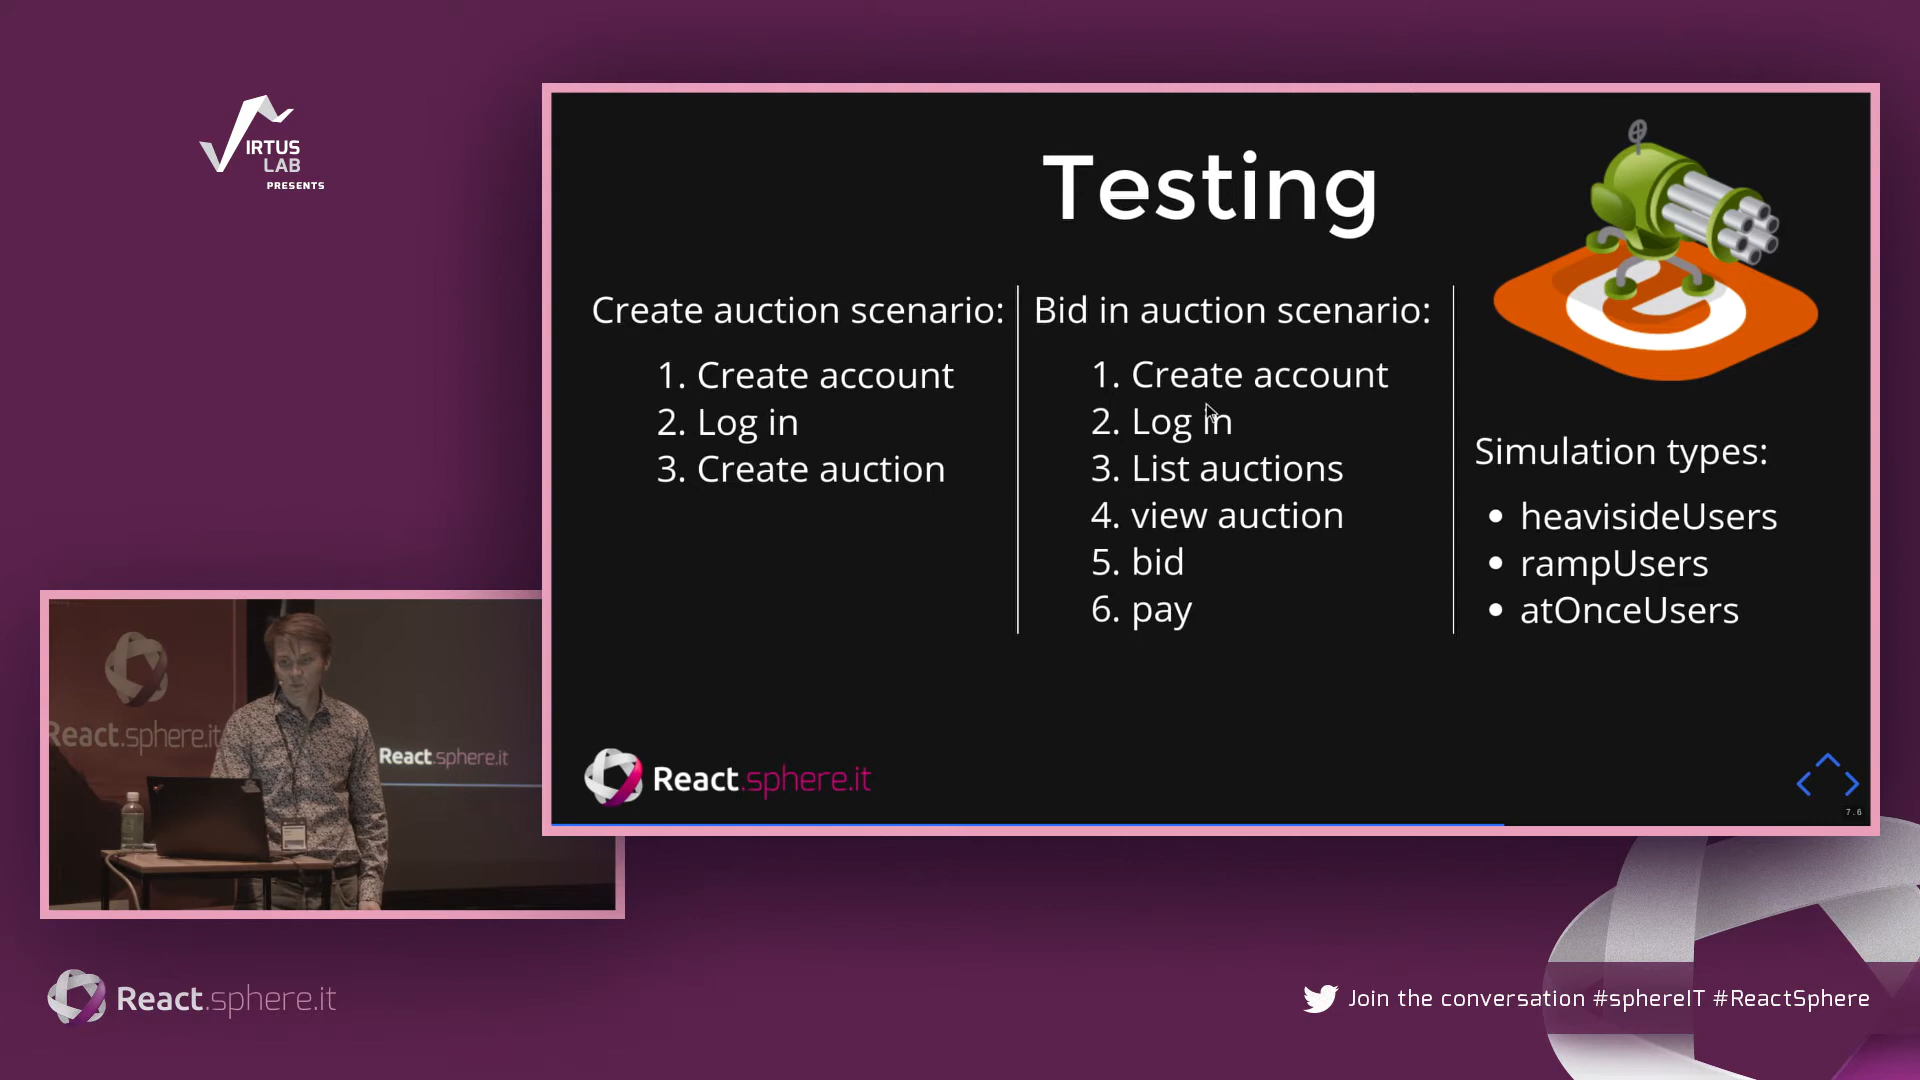 IRTUS
LAB
PRESENTS
Testing
Create auction scenario:
1. Create account
2. Log in
3. Create auction
Bid in auction scenario:
1. Create account
2. Log in
3. List auctions
4. view auction
5. bid
6. pay
Simulation types:
• heavisideUsers
• rampUsers
• atOnceUsers
React.sphere.it
7.6
React.sphere.it
React.sphere.it
React.sphere.it
Join the conversation #sphereIT #ReactSphere